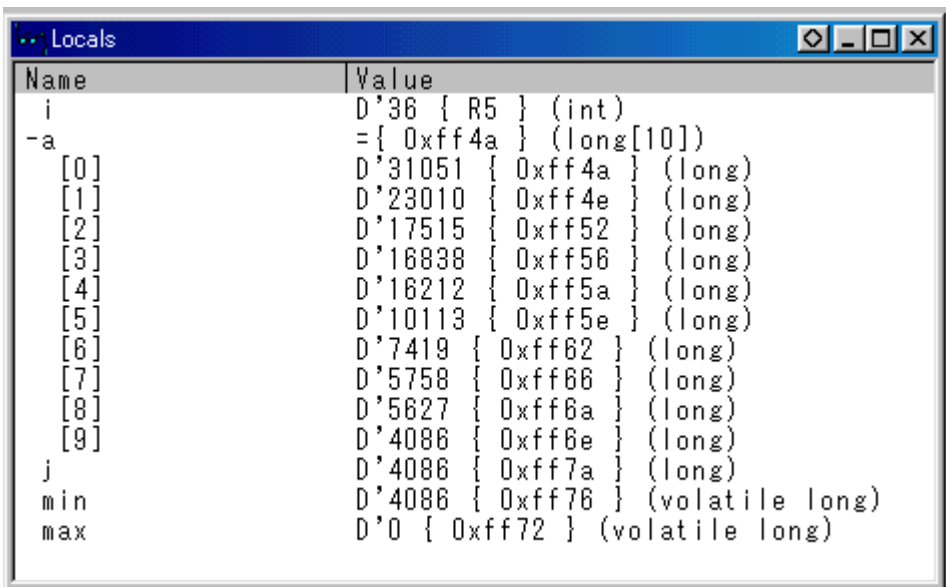 Locals
Name Value
i D'36 { R5 } (int)
-a ={ 0xff4a } (long[10])
[0] D'31051 { 0xff4a } (long)
[1] D'23010 { 0xff4e } (long)
[2] D'17515 { 0xff52 } (long)
[3] D'16838 { 0xff56 } (long)
[4] D'16212 { 0xff5a } (long)
[5] D'10113 { 0xff5e } (long)
[6] D'7419 { 0xff62 } (long)
[7] D'5758 { 0xff66 } (long)
[8] D'5627 { 0xff6a } (long)
[9] D'4086 { 0xff6e } (long)
j D'4086 { 0xff7a } (long)
min D'4086 { 0xff76 } (volatile long)
max D'0 { 0xff72 } (volatile long)